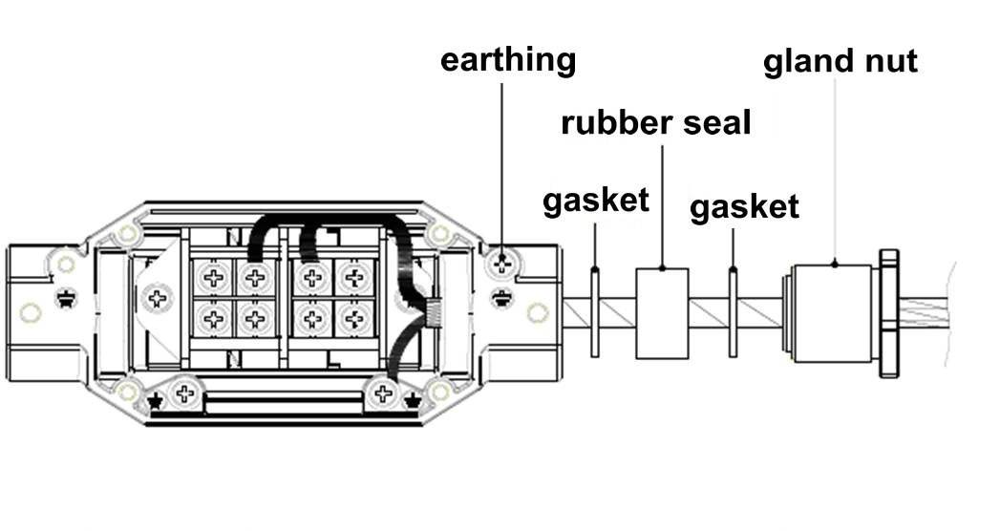 earthing
gland nut
rubber seal
gasket
gasket